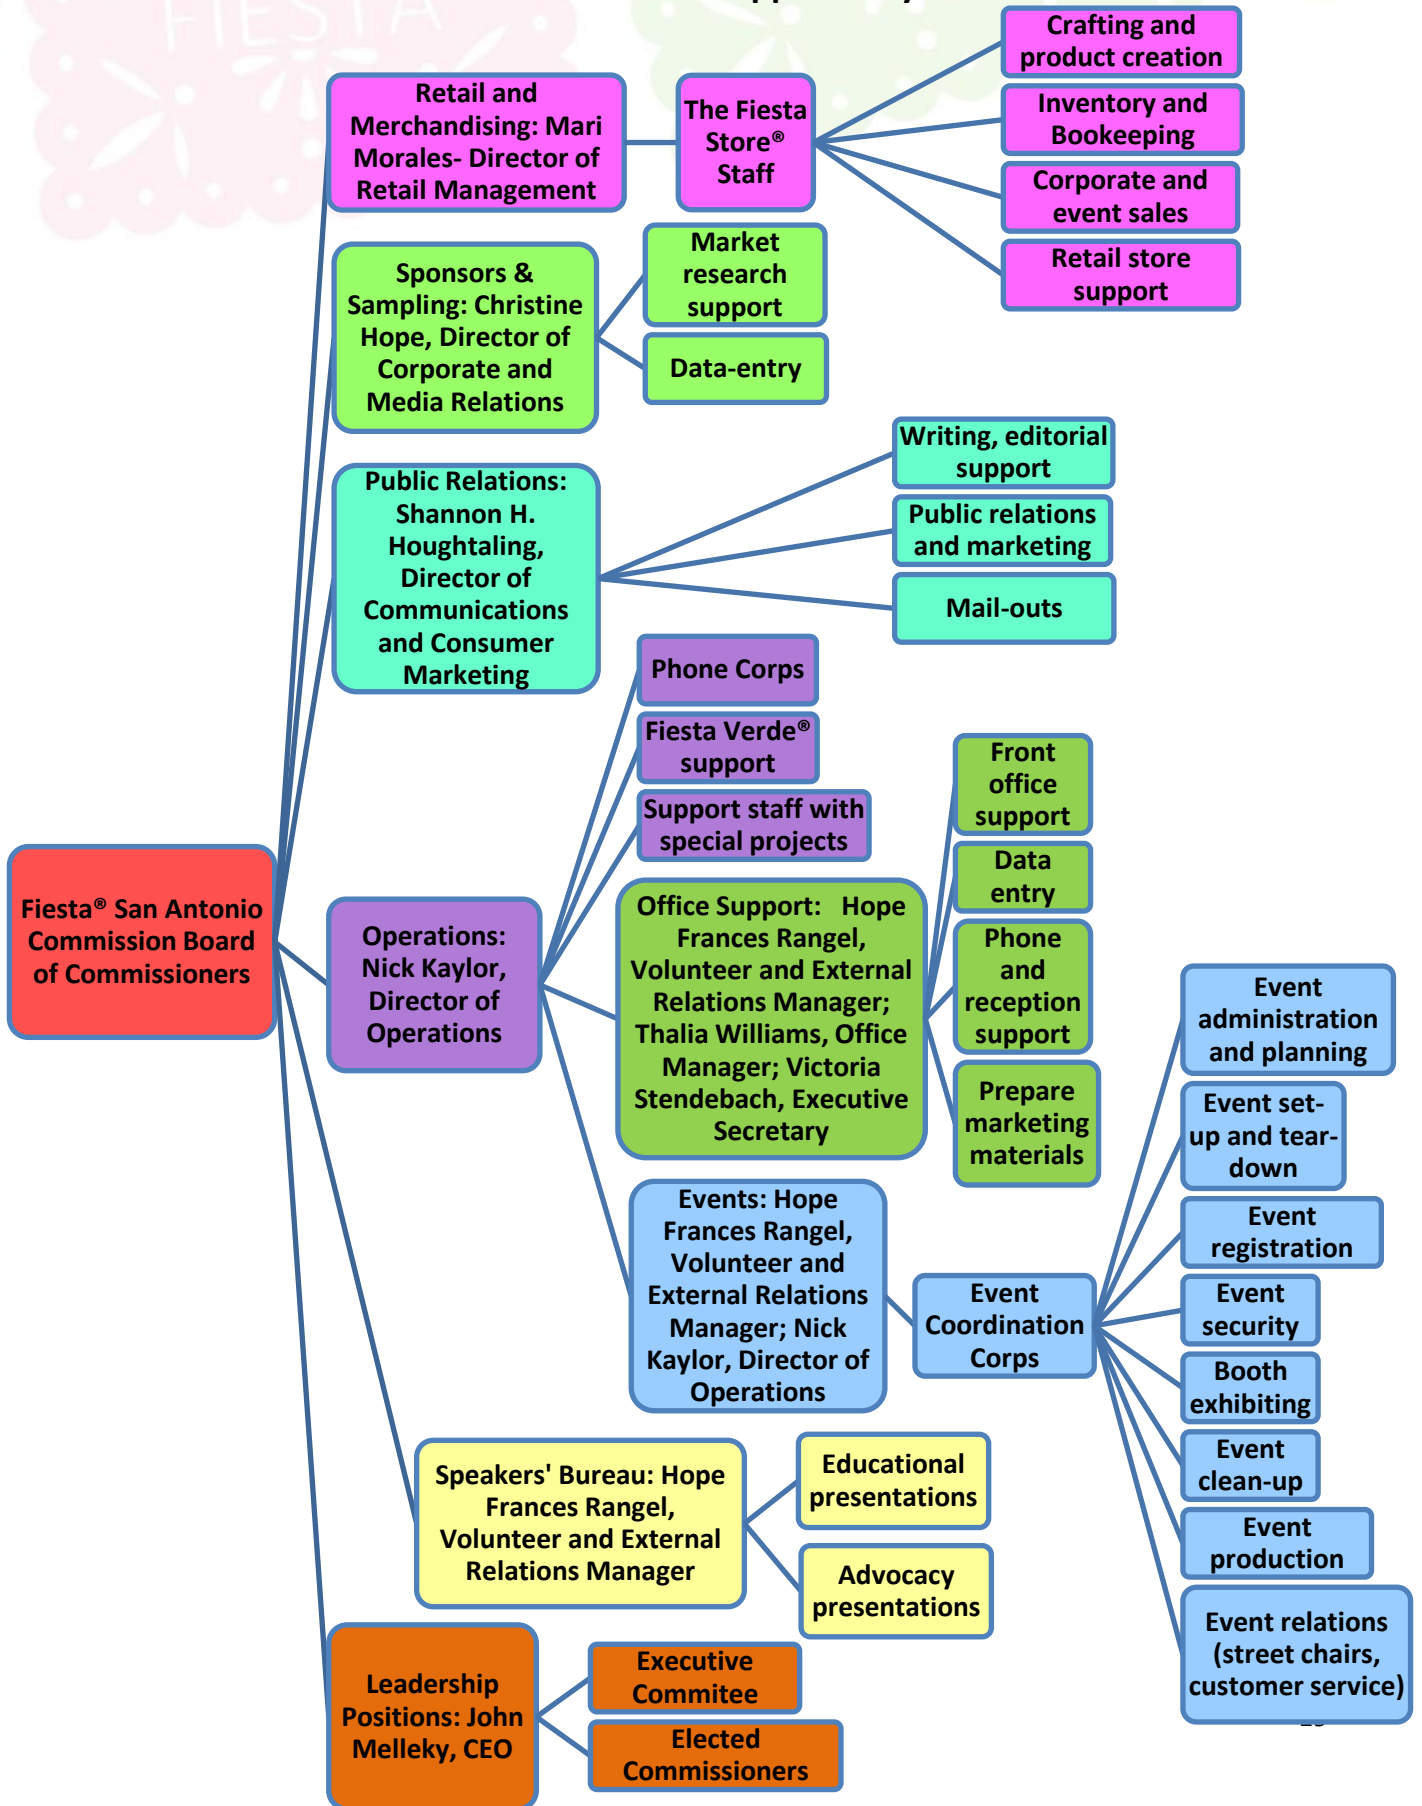 FIESTA
Crafting and
product creation
Retail and
Merchandising: Mari
Morales- Director of
Retail Management
The Fiesta
Store®
Staff
Inventory and
Bookeeping
Corporate and
event sales
Retail store
support
Sponsors &
Sampling: Christine
Hope, Director of
Corporate and
Media Relations
Market
research
support
Data-entry
Public Relations:
Shannon H.
Houghtaling,
Director of
Communications
and Consumer
Marketing
Writing, editorial
support
Public relations
and marketing
Mail-outs
Fiesta® San Antonio
Commission Board
of Commissioners
Operations:
Nick Kaylor,
Director of
Operations
Phone Corps
Fiesta Verde®
support
Support staff with
special projects
Office Support:   Hope
Frances Rangel,
Volunteer and External
Relations Manager;
Thalia Williams, Office
Manager; Victoria
Stendebach, Executive
Secretary
Front
office
support
Data
entry
Phone
and
reception
support
Prepare
marketing
materials
Events: Hope
Frances Rangel,
Volunteer and
External Relations
Manager; Nick
Kaylor, Director of
Operations
Event
Coordination
Corps
Event
administration
and planning
Event set-
up and tear-
down
Event
registration
Event
security
Booth
exhibiting
Event
clean-up
Event
production
Event relations
(street chairs,
customer service)
Speakers' Bureau: Hope
Frances Rangel,
Volunteer and External
Relations Manager
Educational
presentations
Advocacy
presentations
Leadership
Positions: John
Melleky, CEO
Executive
Commitee
Elected
Commissioners